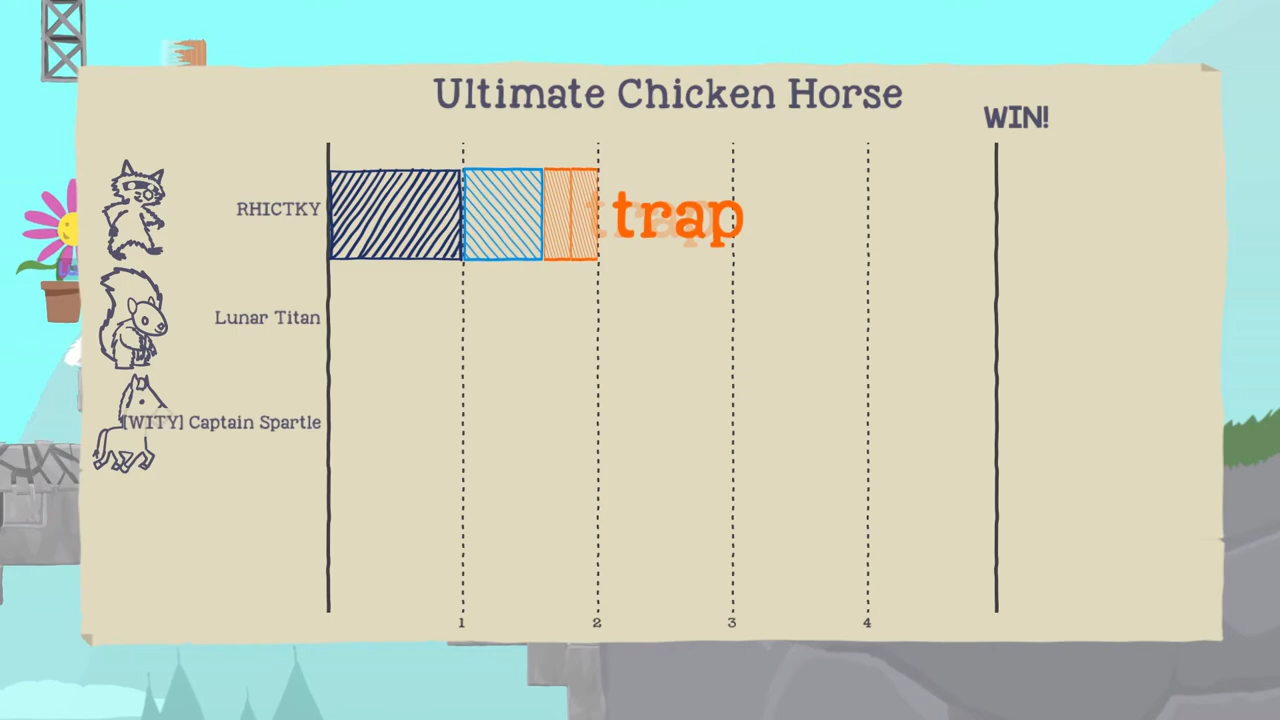 Ultimate Chicken Horse
WIN!
RHICTKY
trap
Lunar Titan
[WITY] Captain Spartle
1 2 3 4